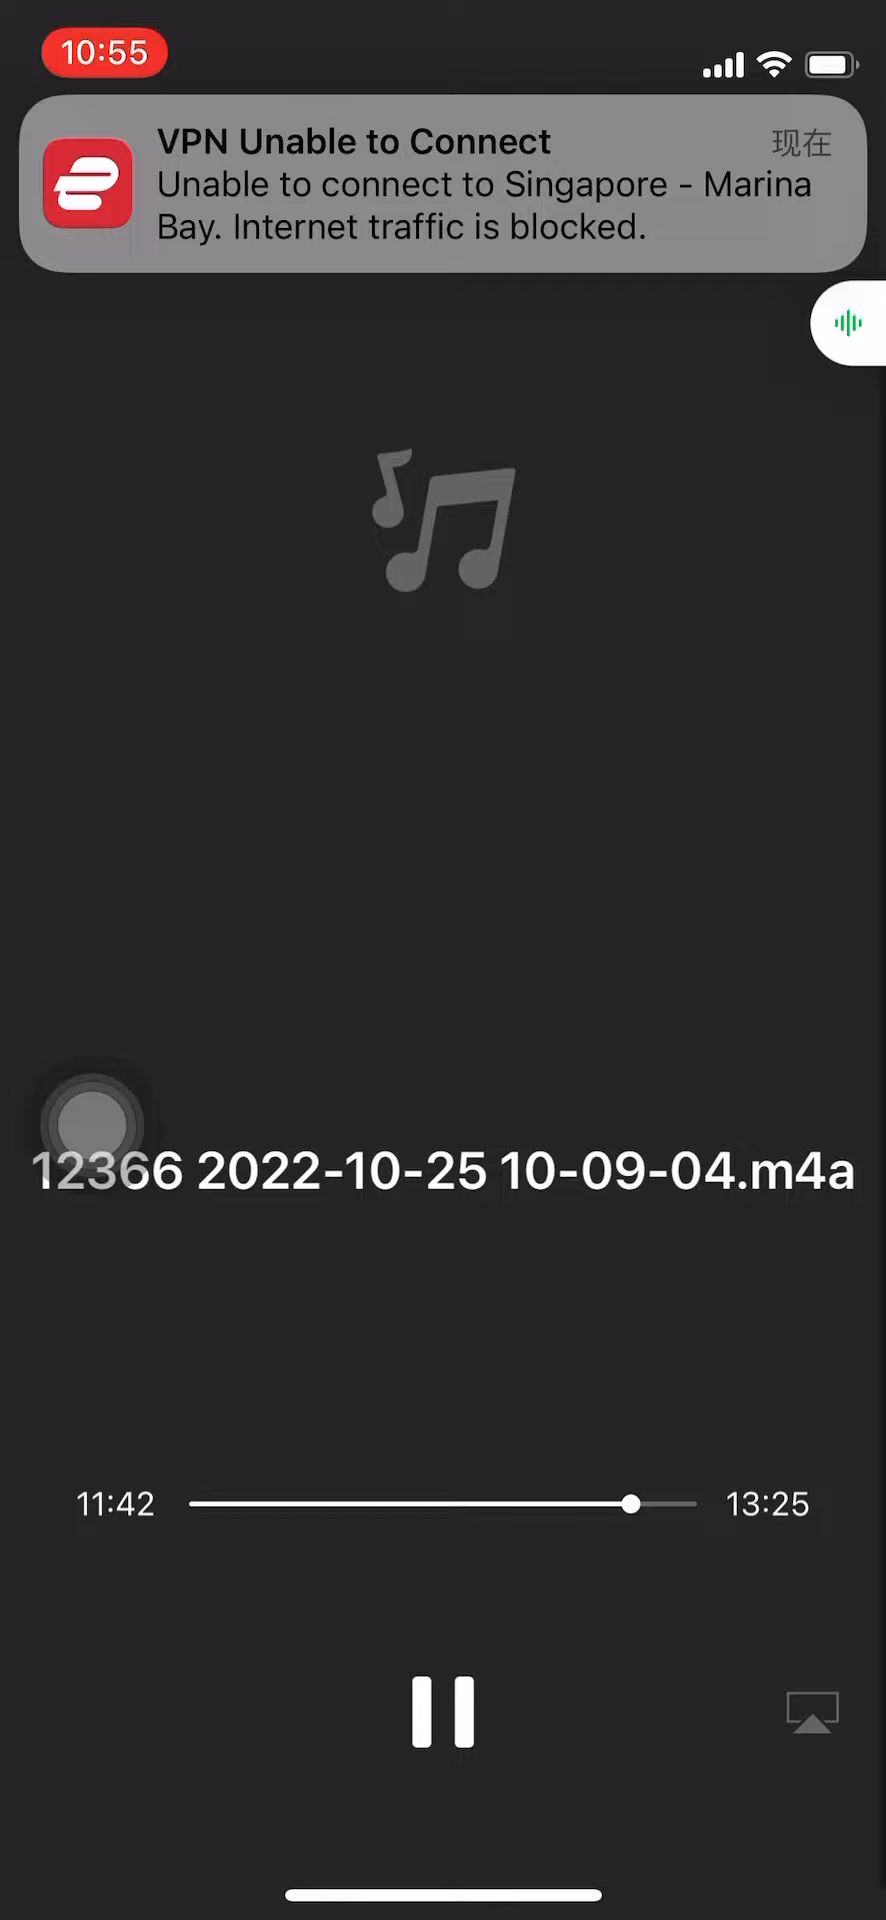 10:55
VPN Unable to Connect
现在
Unable to connect to Singapore - Marina
Bay. Internet traffic is blocked.
12366 2022-10-25 10-09-04.m4a
11:42
13:25